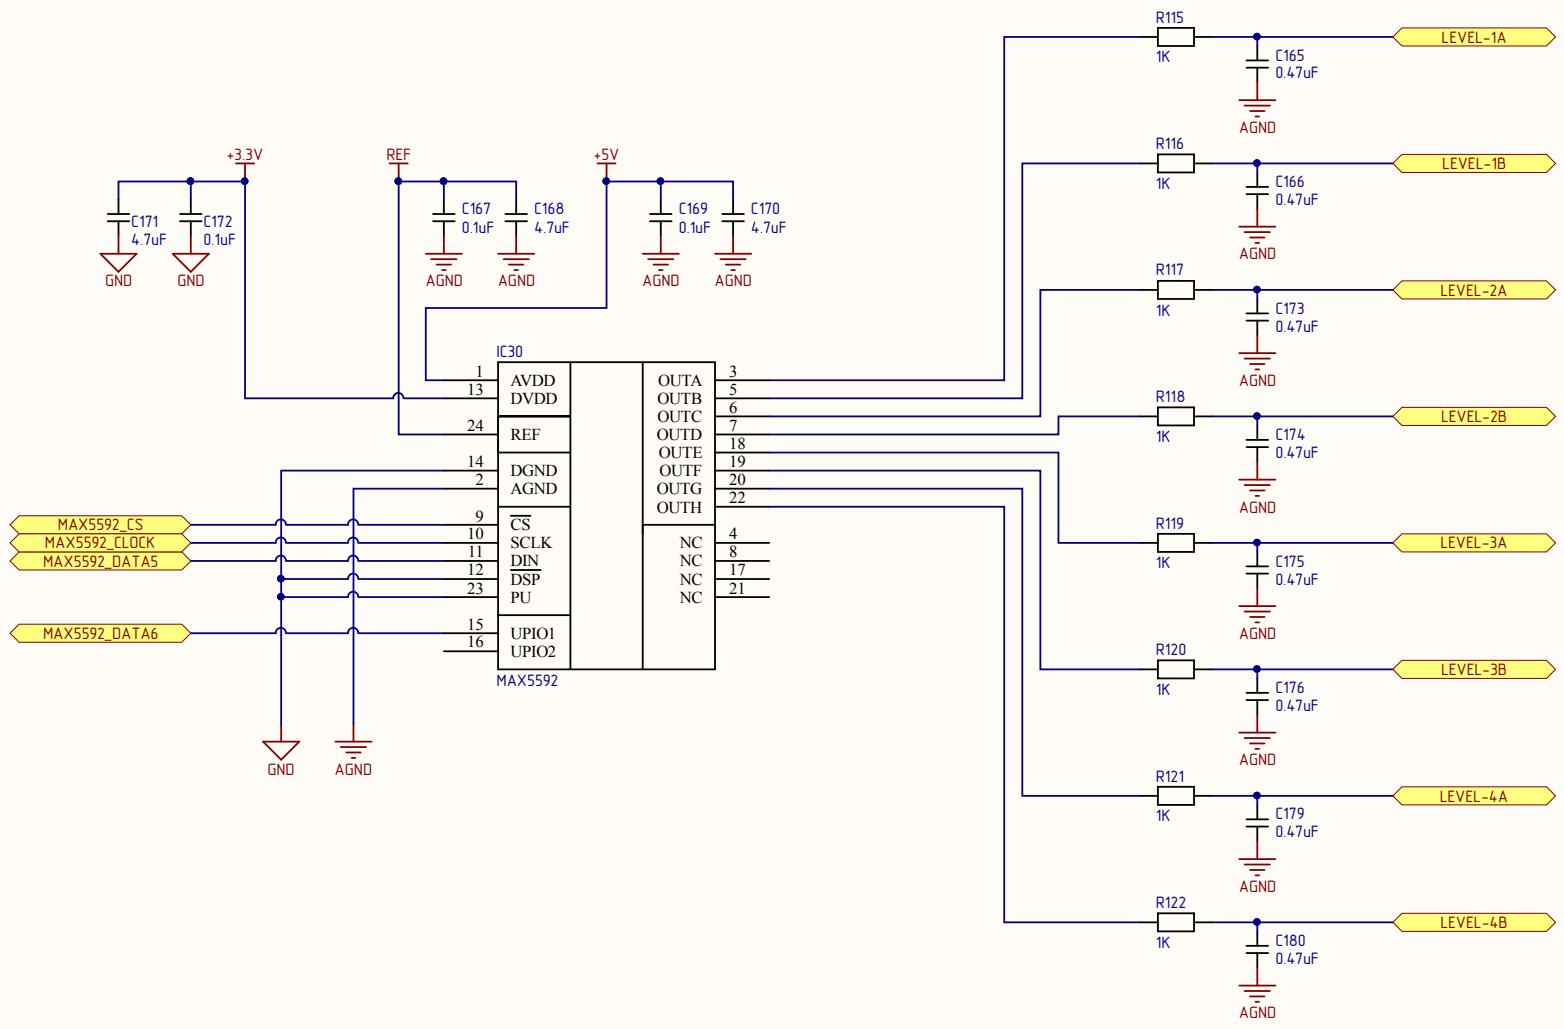 R115
1K
LEVEL-1A
C165
0.47uF
AGND
R116
1K
LEVEL-1B
C166
0.47uF
AGND
+3.3V
REF
+5V
C171
4.7uF
C172
0.1uF
C167
0.1uF
C168
4.7uF
C169
0.1uF
C170
4.7uF
GND
GND
AGND
AGND
AGND
AGND
R117
1K
LEVEL-2A
C173
0.47uF
AGND
IC30
1 AVDD
13 DVDD
24 REF
14 DGND
2 AGND
9 CS
10 SCLK
11 DIN
12 DSP
23 PU
15 UPIO1
16 UPIO2
OUTA 3
OUTB 5
OUTC 6
OUTD 7
OUTE 18
OUTF 19
OUTG 20
OUTH 22
NC 4
NC 8
NC 17
NC 21
MAX5592
MAX5592_CS
MAX5592_CLOCK
MAX5592_DATA5
MAX5592_DATA6
GND
AGND
R118
1K
LEVEL-2B
C174
0.47uF
AGND
R119
1K
LEVEL-3A
C175
0.47uF
AGND
R120
1K
LEVEL-3B
C176
0.47uF
AGND
R121
1K
LEVEL-4A
C179
0.47uF
AGND
R122
1K
LEVEL-4B
C180
0.47uF
AGND